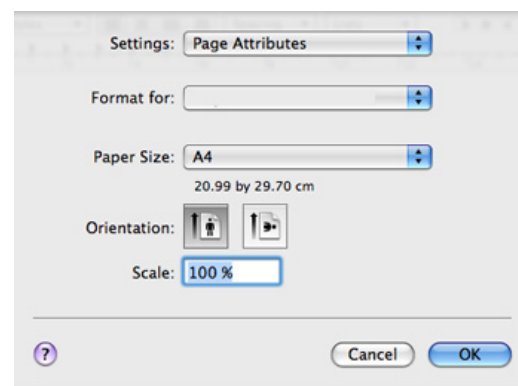 Settings: Page Attributes
Format for:
Paper Size: A4
20.99 by 29.70 cm
Orientation:
Scale: 100 %
? Cancel OK